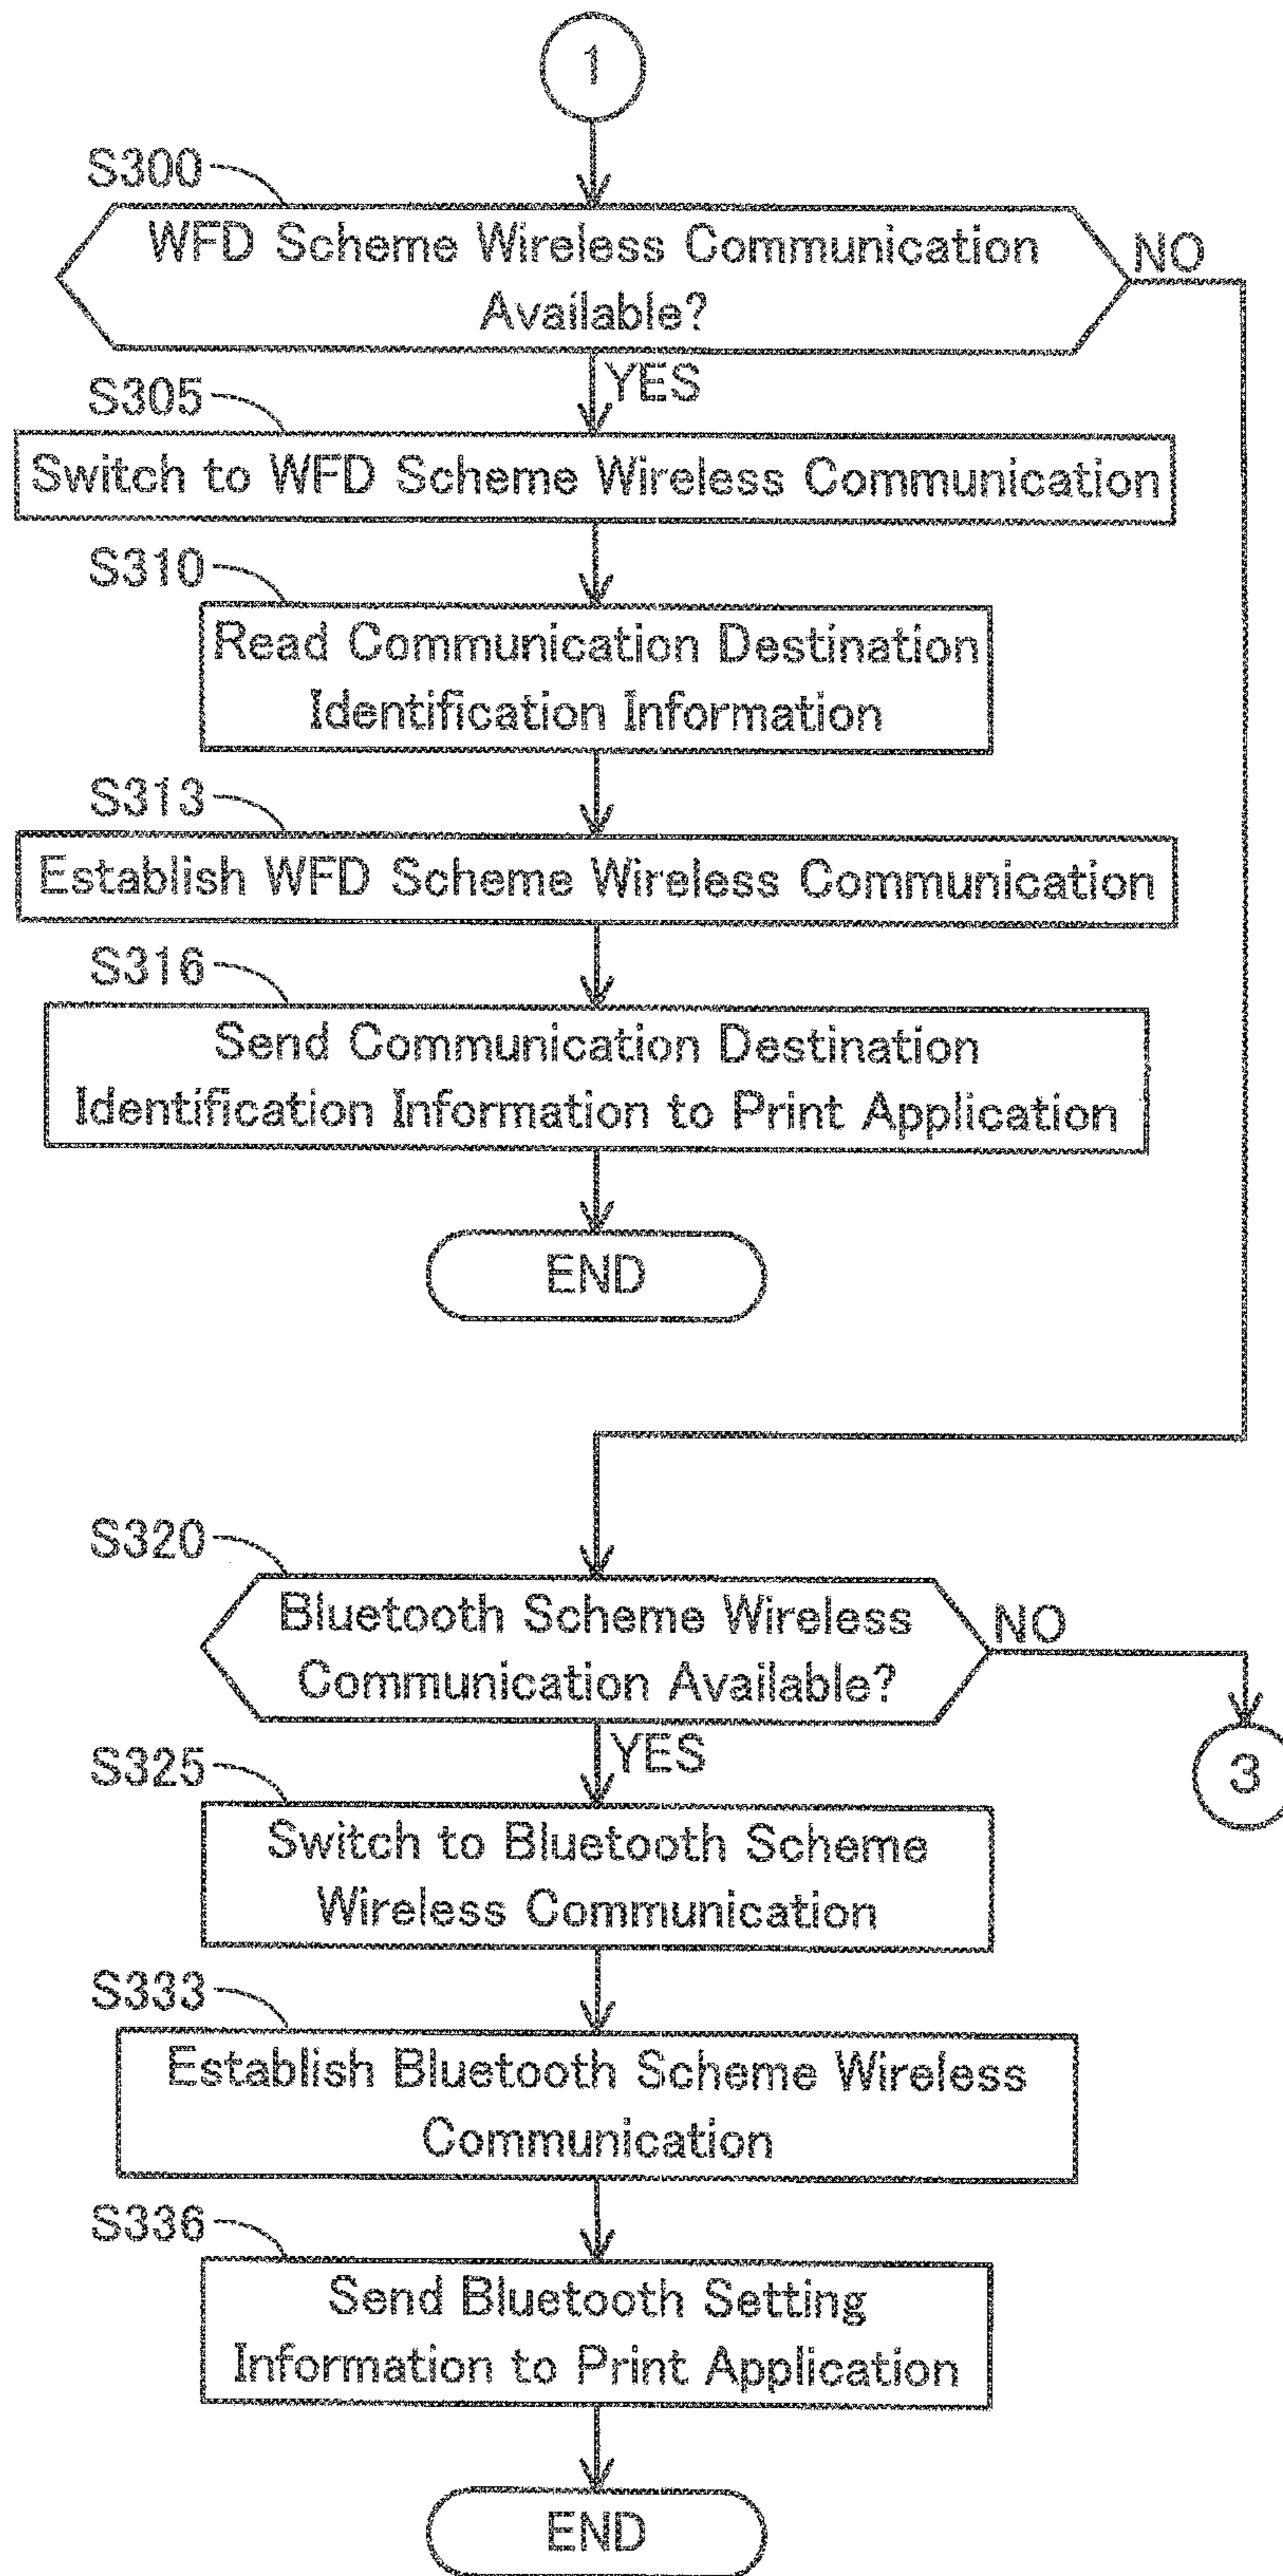 1
S300
WFD Scheme Wireless Communication
Available?
NO
YES
S305
Switch to WFD Scheme Wireless Communication
S310
Read Communication Destination
Identification Information
S313
Establish WFD Scheme Wireless Communication
S316
Send Communication Destination
Identification Information to Print Application
END
S320
Bluetooth Scheme Wireless
Communication Available?
NO
YES
3
S325
Switch to Bluetooth Scheme
Wireless Communication
S333
Establish Bluetooth Scheme Wireless
Communication
S336
Send Bluetooth Setting
Information to Print Application
END